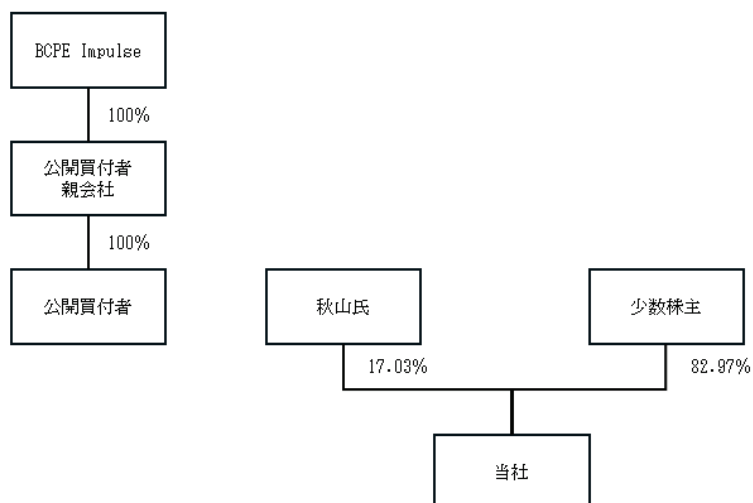 BCPE Impulse
100%
公開買付者
親会社
100%
公開買付者
秋山氏
少数株主
17.03%
82.97%
当社